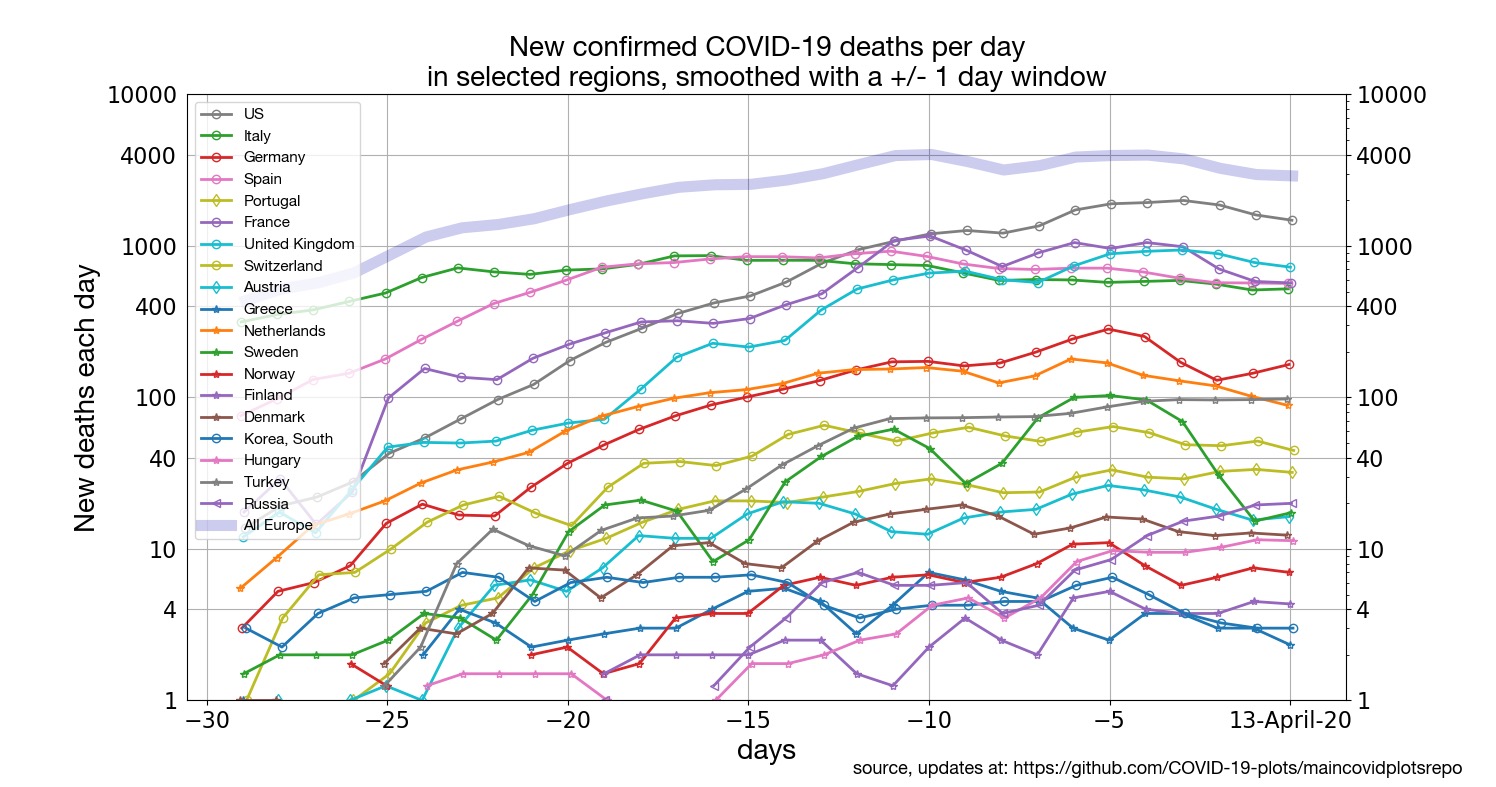 New confirmed COVID-19 deaths per day
in selected regions, smoothed with a +/- 1 day window
New deaths each day
10000
4000
1000
400
100
40
10
4
1
US
Italy
Germany
Spain
Portugal
France
United Kingdom
Switzerland
Austria
Greece
Netherlands
Sweden
Norway
Finland
Denmark
Korea, South
Hungary
Turkey
Russia
All Europe
10000
4000
1000
400
100
40
10
4
1
−30
−25
−20
−15
−10
−5
13-April-20
days
source, updates at: https://github.com/COVID-19-plots/maincovidplotsrepo